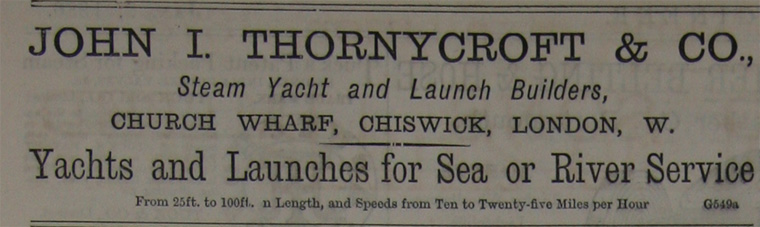 JOHN I. THORNYCROFT & CO.,
Steam Yacht and Launch Builders,
CHURCH WHARF, CHISWICK, LONDON, W.
Yachts and Launches for Sea or River Service
From 25ft. to 100ft. n Length, and Speeds from Ten to Twenty-five Miles per Hour G549a